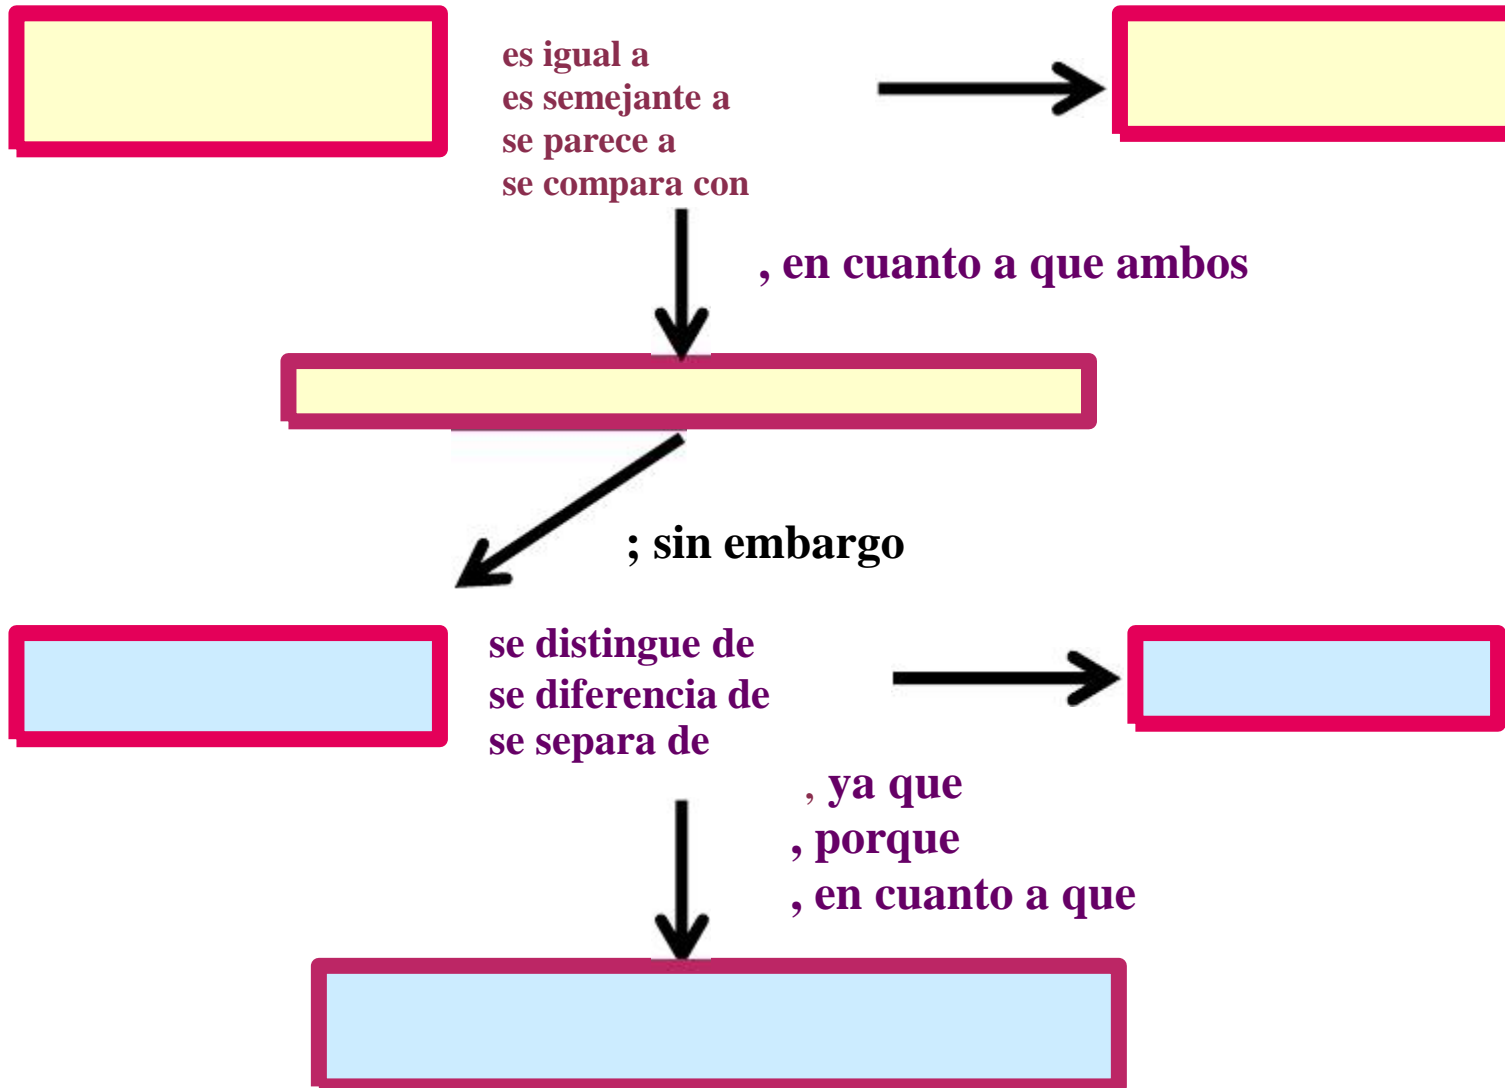 es igual a
es semejante a
se parece a
se compara con
, en cuanto a que ambos
; sin embargo
se distingue de
se diferencia de
se separa de
, ya que
, porque
, en cuanto a que